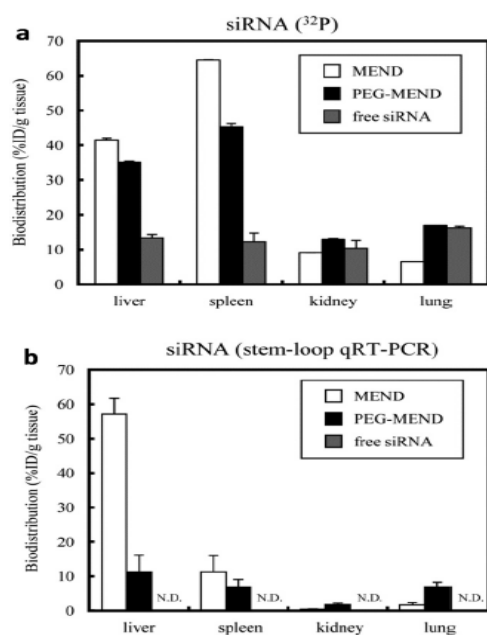 a
siRNA (³²P)
Biodistribution (%ID/g tissue)
70
60
50
40
30
20
10
0
MEND
PEG-MEND
free siRNA
liver spleen kidney lung
b
siRNA (stem-loop qRT-PCR)
Biodistribution (%ID/g tissue)
70
60
50
40
30
20
10
0
MEND
PEG-MEND
free siRNA
N.D. N.D. N.D. N.D.
liver spleen kidney lung